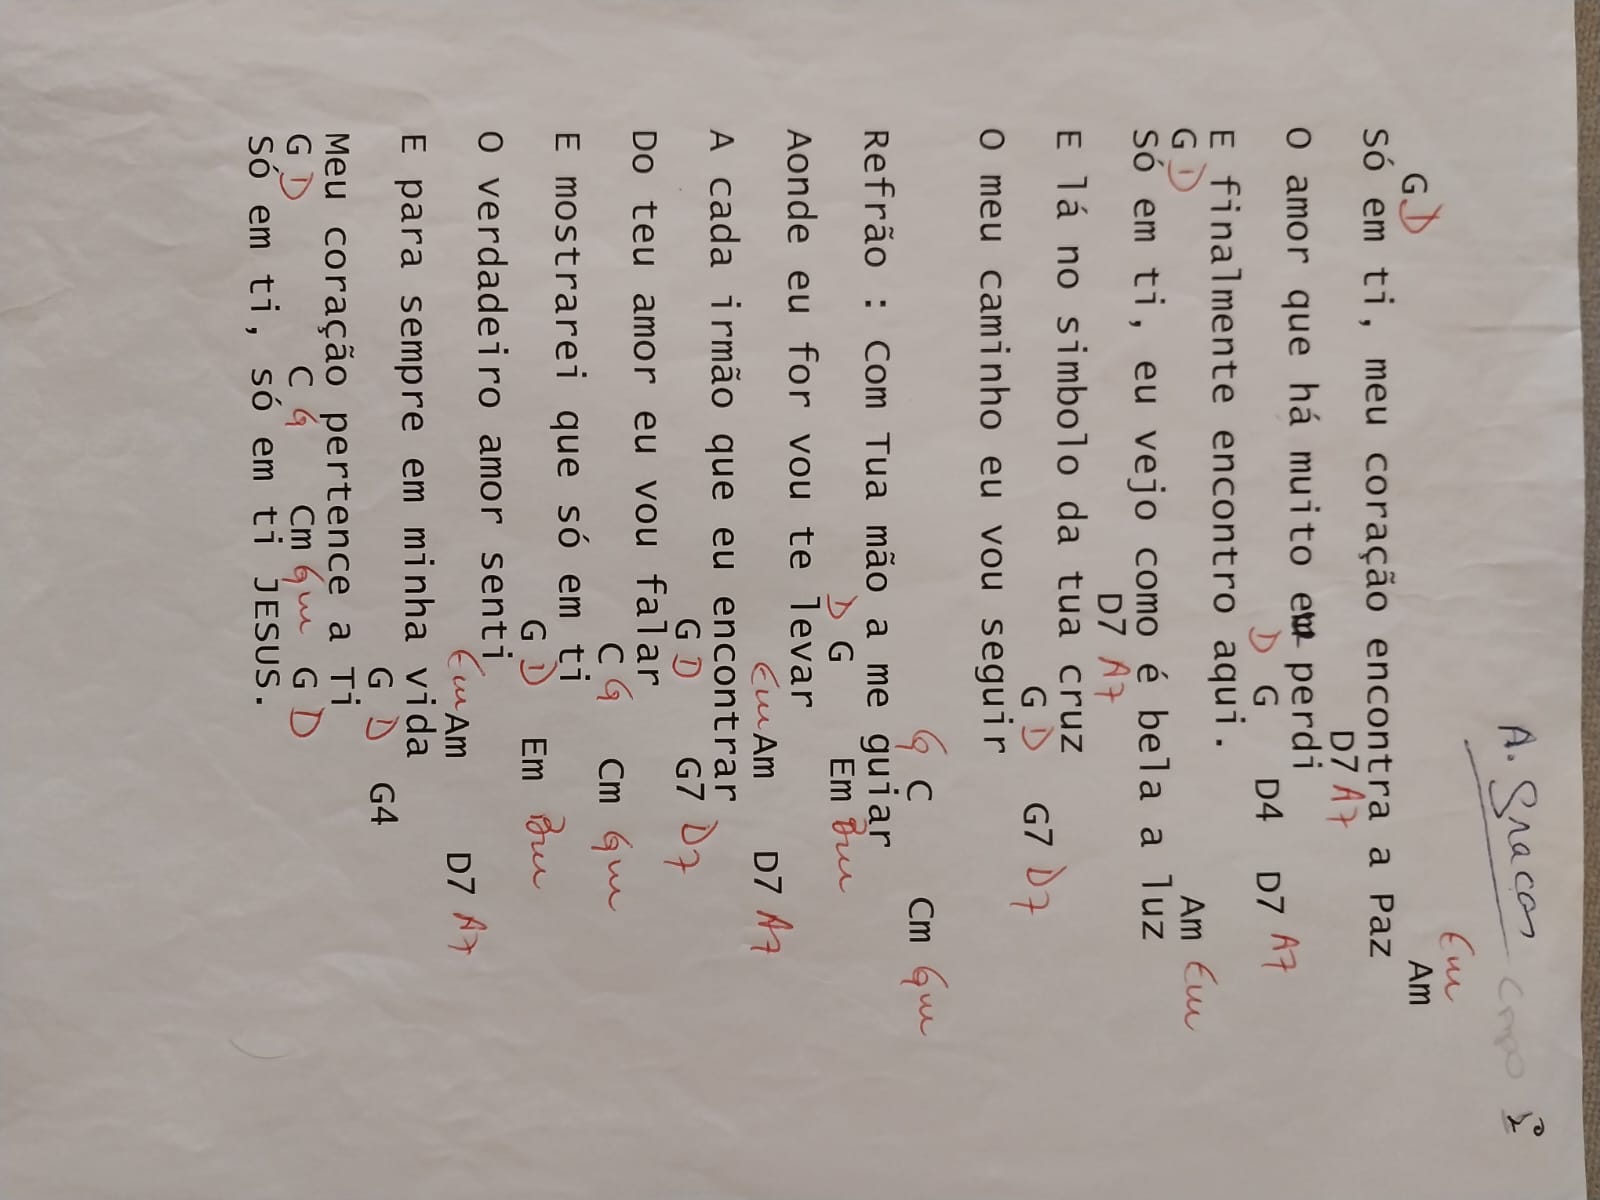 A. Graças Capo 2º
Em
G D Am
Só em ti, meu coração encontra a Paz
D7 A7
O amor que há muito perdi
D G D4 D7 A7
E finalmente encontro aqui.
G D Am Em
Só em ti, eu vejo como é bela a luz
D7 A7
E lá no simbolo da tua cruz
G D G7 D7
O meu caminho eu vou seguir
G C Cm Gm
Refrão : Com Tua mão a me guiar
D G Em Bm
Aonde eu for vou te levar
Em Am D7 A7
A cada irmão que eu encontrar
G D G7 D7
Do teu amor eu vou falar
C G Cm Gm
E mostrarei que só em ti
G D Em Bm
O verdadeiro amor senti
Em Am D7 A7
E para sempre em minha vida
G D G4
Meu coração pertence a Ti
G D C G Cm Gm G D
Só em ti, só em ti JESUS.